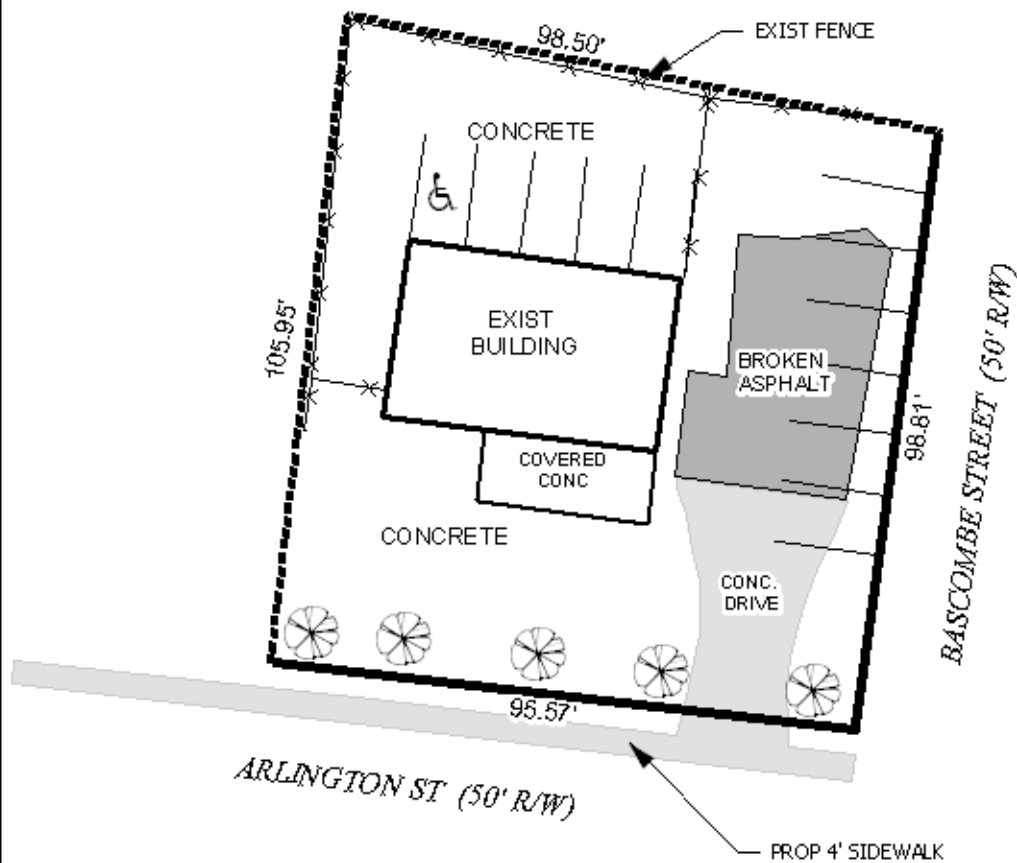 98.50'
EXIST FENCE
CONCRETE
105.95'
EXIST
BUILDING
BROKEN
ASPHALT
BASCOMBE STREET (50' R/W)
98.81'
COVERED
CONC
CONCRETE
CONC.
DRIVE
95.57'
ARLINGTON ST (50' R/W)
PROP 4' SIDEWALK